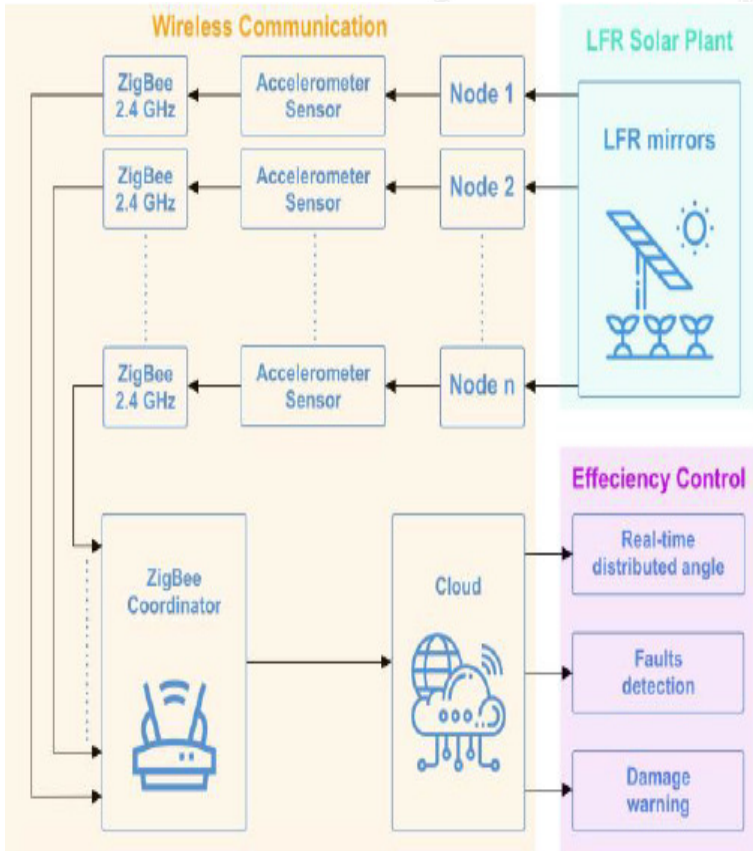 Wireless Communication
LFR Solar Plant
ZigBee
2.4 GHz
Accelerometer
Sensor
Node 1
LFR mirrors
ZigBee
2.4 GHz
Accelerometer
Sensor
Node 2
ZigBee
2.4 GHz
Accelerometer
Sensor
Node n
Effeciency Control
ZigBee
Coordinator
Cloud
Real-time
distributed angle
Faults
detection
Damage
warning